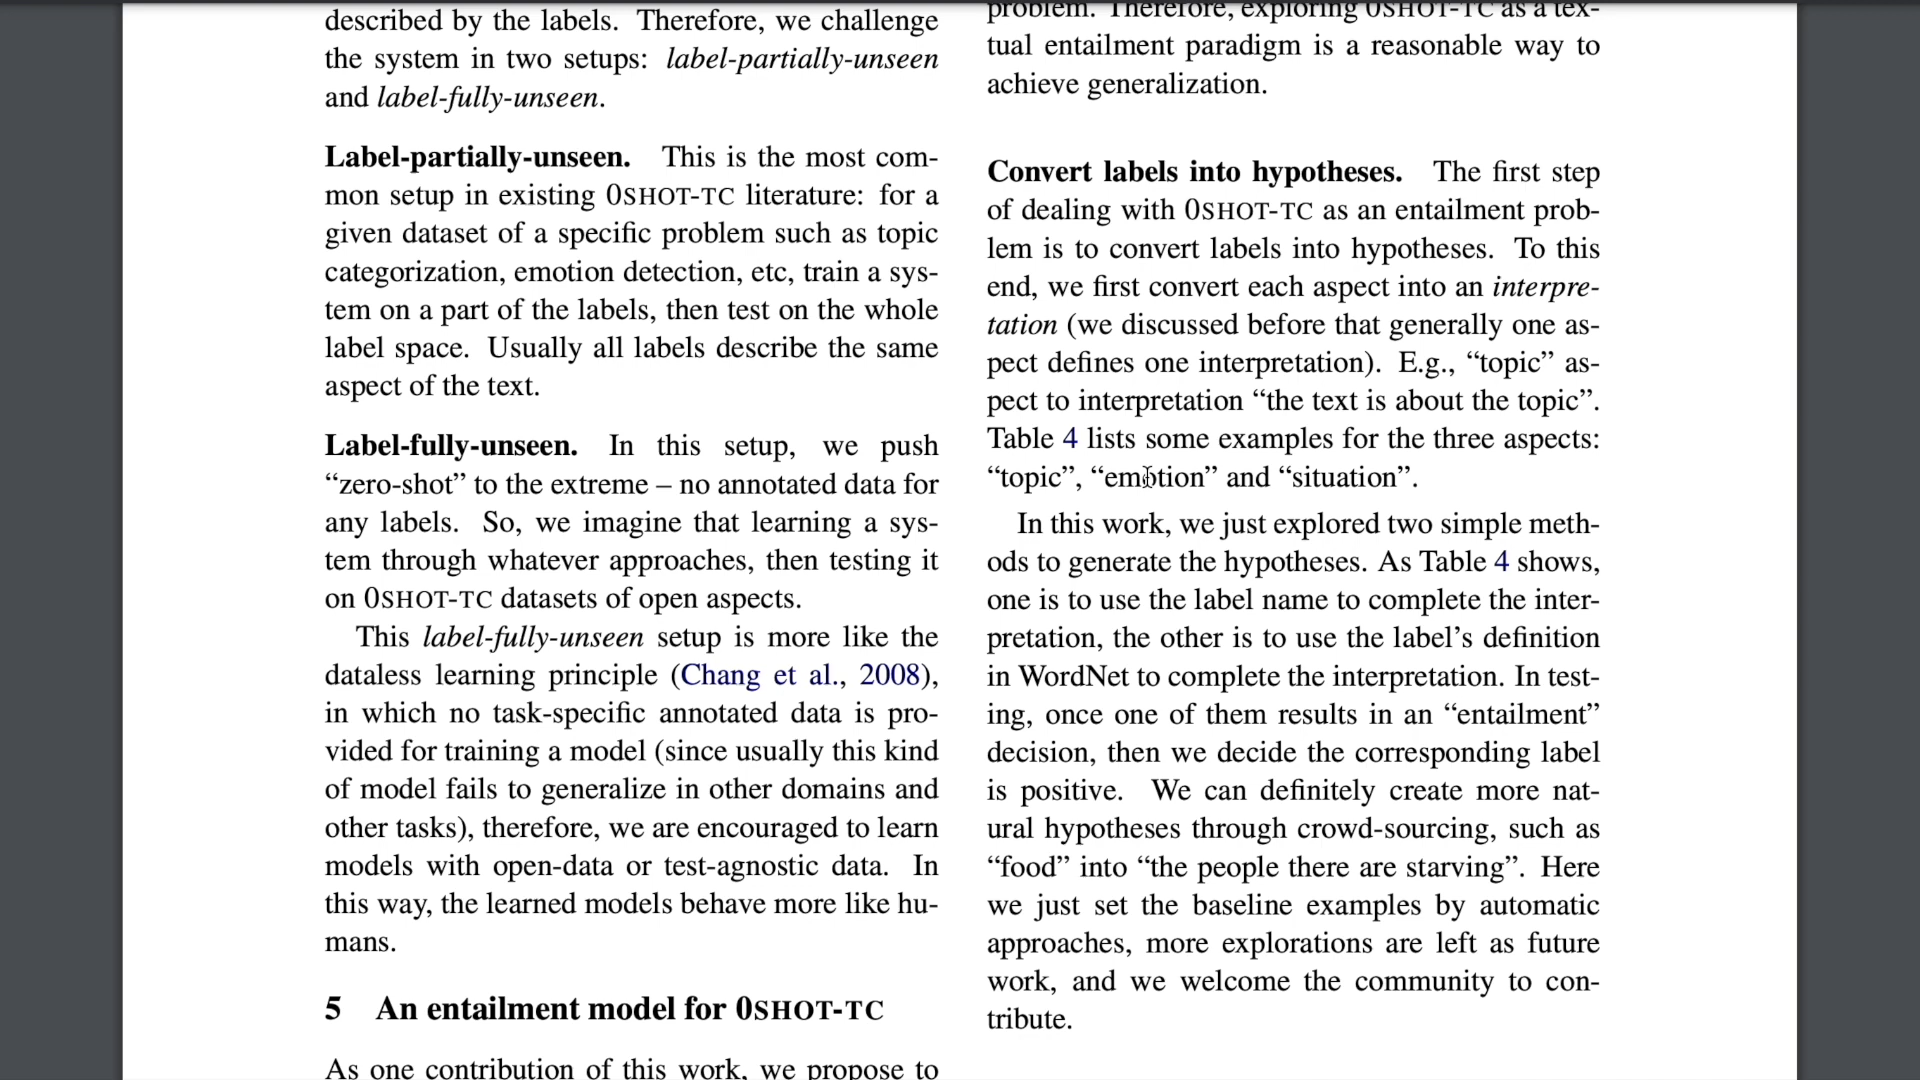 described by the labels. Therefore, we challenge
the system in two setups: label-partially-unseen
and label-fully-unseen.
Label-partially-unseen. This is the most com-
mon setup in existing 0SHOT-TC literature: for a
given dataset of a specific problem such as topic
categorization, emotion detection, etc, train a sys-
tem on a part of the labels, then test on the whole
label space. Usually all labels describe the same
aspect of the text.
Label-fully-unseen. In this setup, we push
“zero-shot” to the extreme – no annotated data for
any labels. So, we imagine that learning a sys-
tem through whatever approaches, then testing it
on 0SHOT-TC datasets of open aspects.
This label-fully-unseen setup is more like the
dataless learning principle (Chang et al., 2008),
in which no task-specific annotated data is pro-
vided for training a model (since usually this kind
of model fails to generalize in other domains and
other tasks), therefore, we are encouraged to learn
models with open-data or test-agnostic data. In
this way, the learned models behave more like hu-
mans.
5 An entailment model for 0SHOT-TC
As one contribution of this work, we propose to
problem. Therefore, exploring 0SHOT-TC as a tex-
tual entailment paradigm is a reasonable way to
achieve generalization.
Convert labels into hypotheses. The first step
of dealing with 0SHOT-TC as an entailment prob-
lem is to convert labels into hypotheses. To this
end, we first convert each aspect into an interpre-
tation (we discussed before that generally one as-
pect defines one interpretation). E.g., “topic” as-
pect to interpretation “the text is about the topic”.
Table 4 lists some examples for the three aspects:
“topic”, “emotion” and “situation”.
In this work, we just explored two simple meth-
ods to generate the hypotheses. As Table 4 shows,
one is to use the label name to complete the inter-
pretation, the other is to use the label’s definition
in WordNet to complete the interpretation. In test-
ing, once one of them results in an “entailment”
decision, then we decide the corresponding label
is positive. We can definitely create more nat-
ural hypotheses through crowd-sourcing, such as
“food” into “the people there are starving”. Here
we just set the baseline examples by automatic
approaches, more explorations are left as future
work, and we welcome the community to con-
tribute.